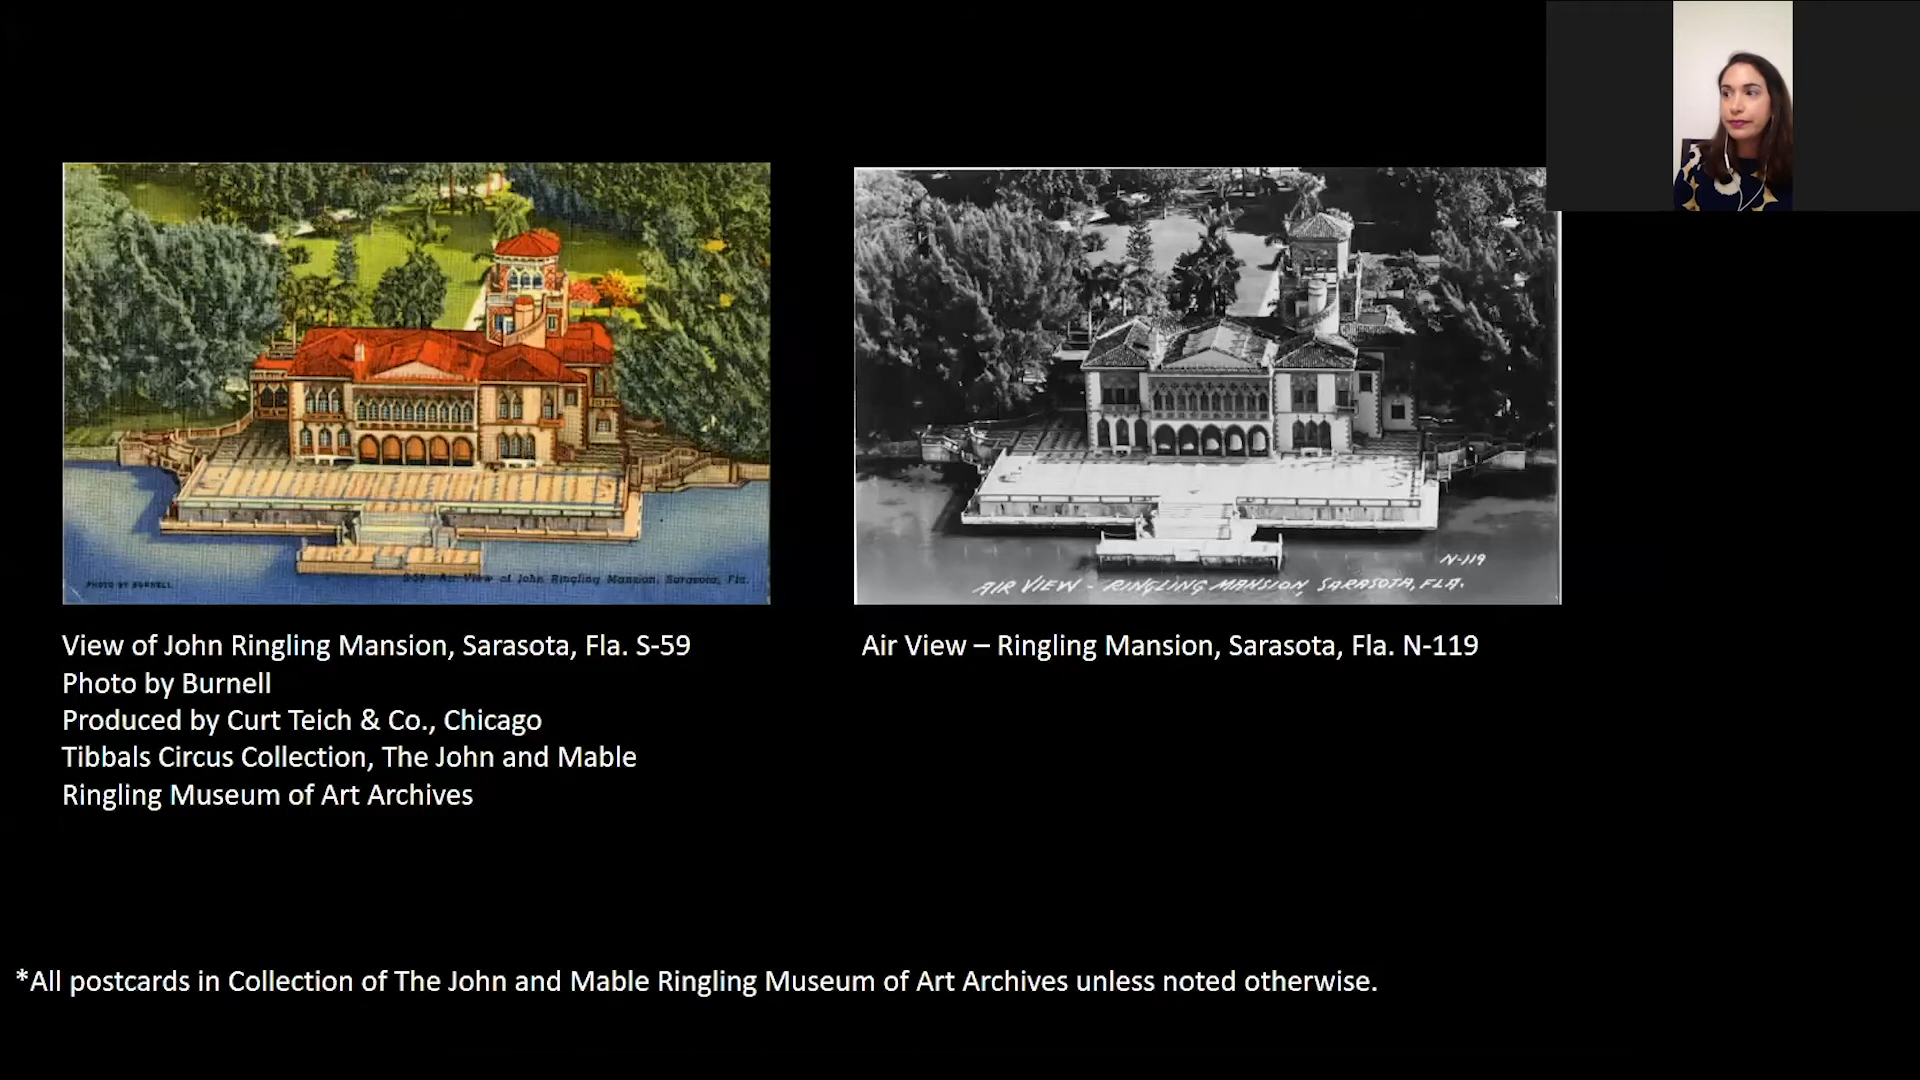 PHOTO BY BURNELL
S-59 Air View of John Ringling Mansion, Sarasota, Fla.
N-119
AIR VIEW - RINGLING MANSION, SARASOTA, FLA.
View of John Ringling Mansion, Sarasota, Fla. S-59
Photo by Burnell
Produced by Curt Teich & Co., Chicago
Tibbals Circus Collection, The John and Mable
Ringling Museum of Art Archives
Air View – Ringling Mansion, Sarasota, Fla. N-119
*All postcards in Collection of The John and Mable Ringling Museum of Art Archives unless noted otherwise.